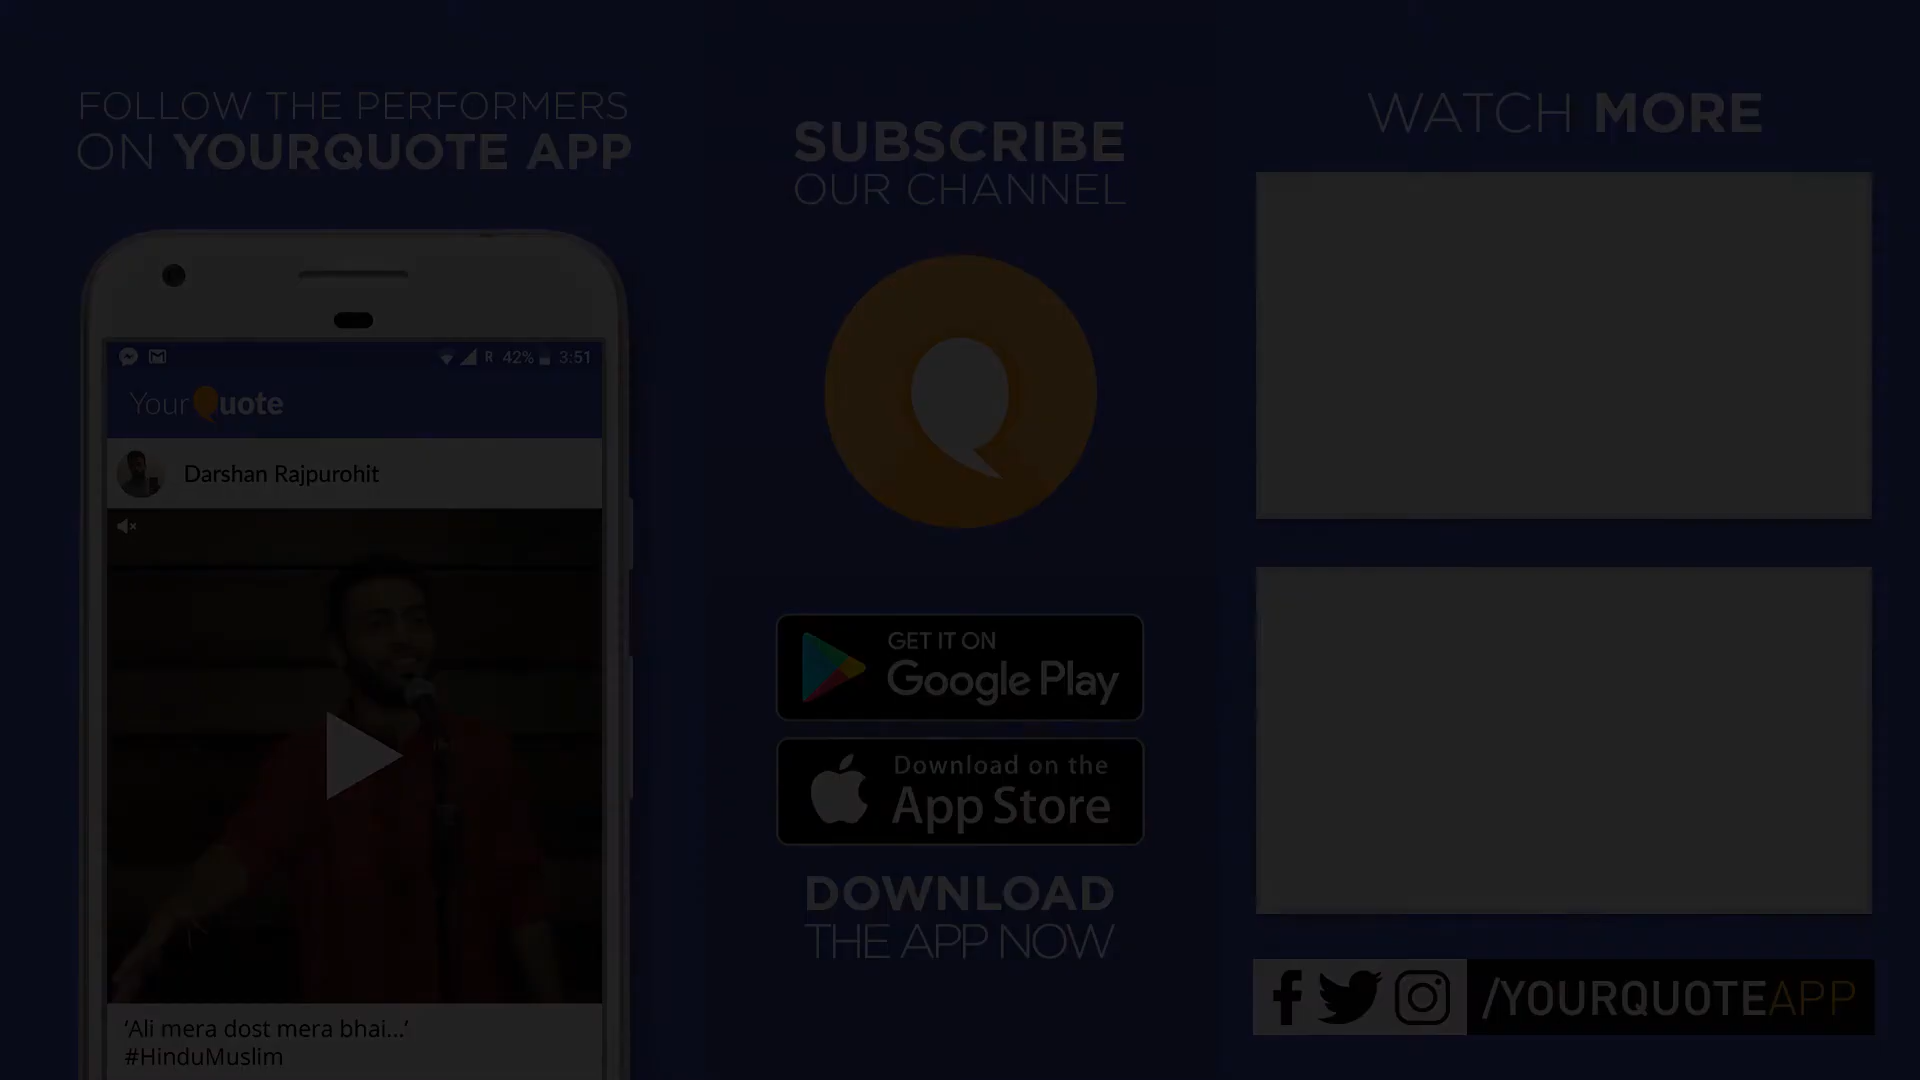 FOLLOW THE PERFORMERS
ON YOURQUOTE APP
R 42% 3:51
YourQuote
Darshan Rajpurohit
'Ali mera dost mera bhai...'
#HinduMuslim
SUBSCRIBE
OUR CHANNEL
GET IT ON
Google Play
Download on the
App Store
DOWNLOAD
THE APP NOW
WATCH MORE
/YOURQUOTEAPP